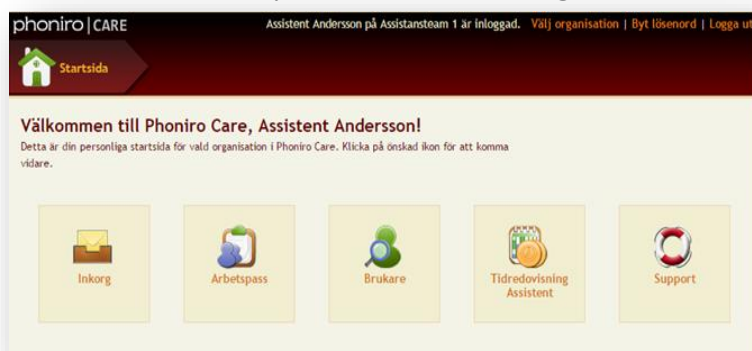 phoniro | CARE
Assistent Andersson på Assistansteam 1 är inloggad. Välj organisation | Byt lösenord | Logga ut
Startsida
Välkommen till Phoniro Care, Assistent Andersson!
Detta är din personliga startsida för vald organisation i Phoniro Care. Klicka på önskad ikon för att komma
vidare.
Inkorg
Arbetspass
Brukare
Tidredovisning
Assistent
Support